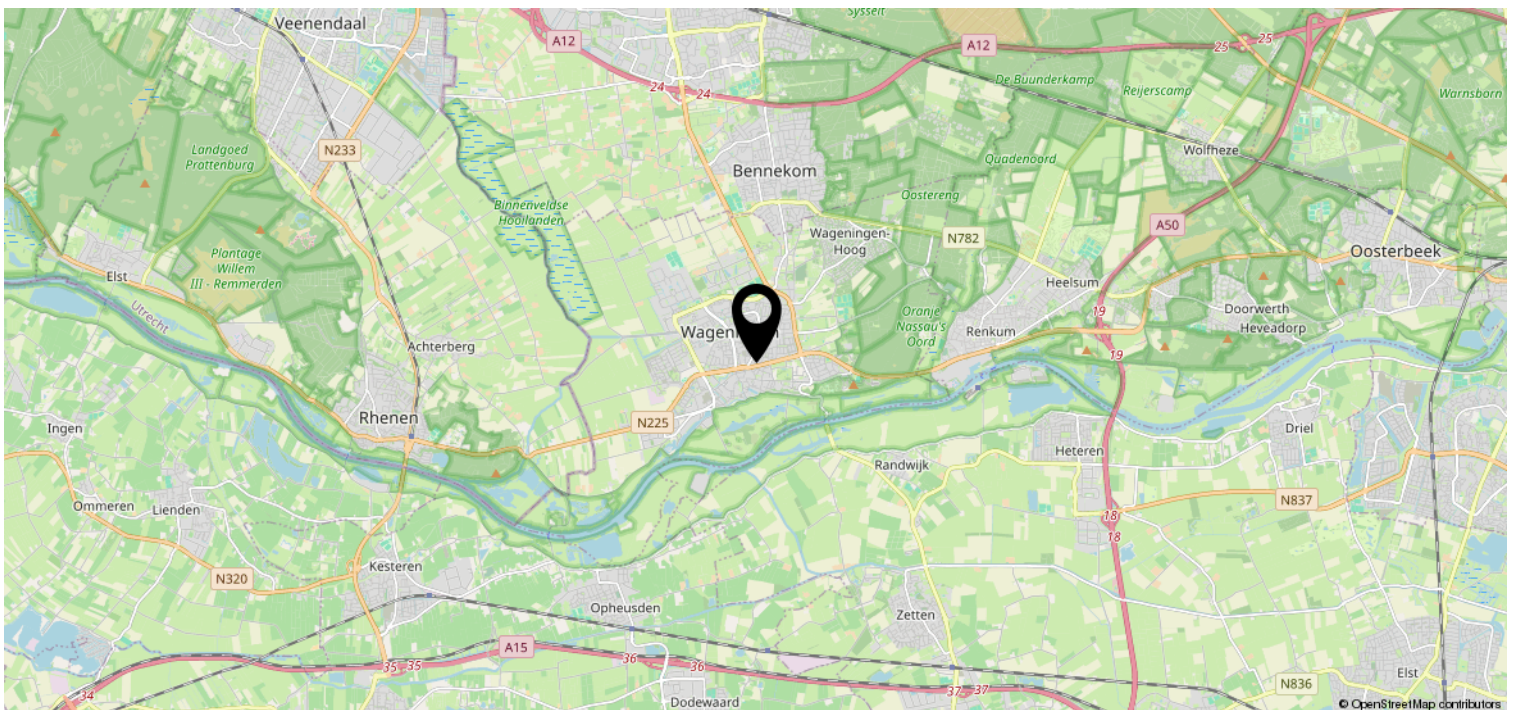 Sysselt
Veenendaal
A12
A12
25
25
24
24
De Buunderkamp
Reijerscamp
Warnsborn
N233
Landgoed
Prattenburg
Wolfheze
Quadenoord
Bennekom
Oostereng
Binnenveldse
Hooilanden
A50
Wageningen-
Hoog
N782
Oosterbeek
Plantage
Willem
III - Remmerden
Elst
Heelsum
Utrecht
Oranje
Nassau's
Oord
19
Doorwerth
Heveadorp
Renkum
Achterberg
19
Rhenen
N225
Ingen
Driel
Heteren
Randwijk
Ommeren
Lienden
N837
18
18
Kesteren
N320
Opheusden
Zetten
A15
35
35
36
36
34
37
37
Elst
N836
Dodewaard
© OpenStreetMap contributors